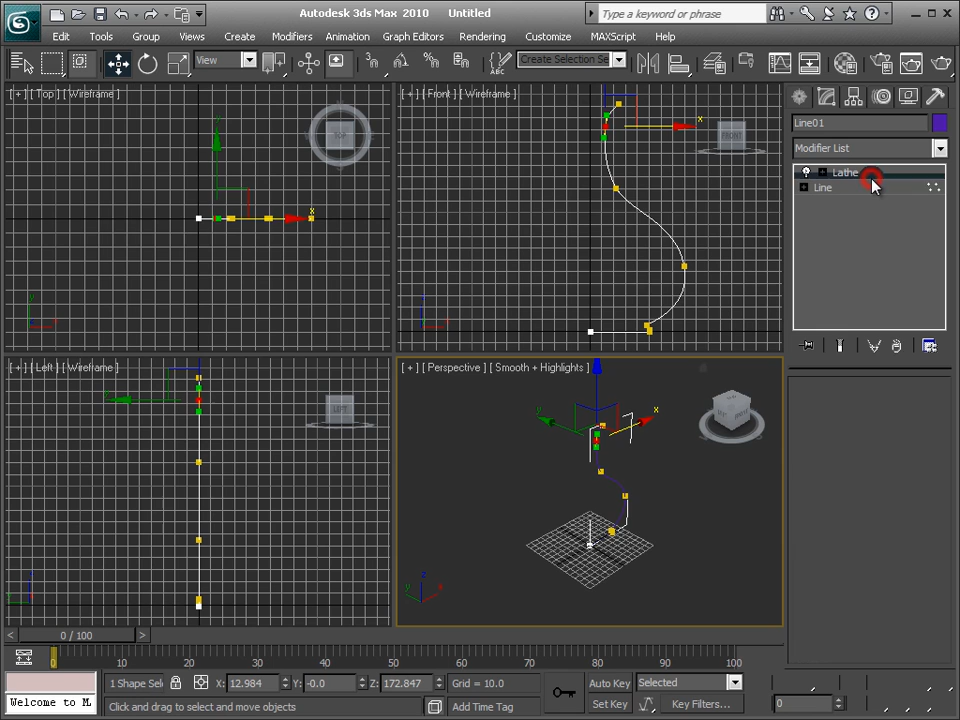 Autodesk 3ds Max 2010    Untitled
Type a keyword or phrase
Edit Tools Group Views Create Modifiers Animation Graph Editors Rendering Customize MAXScript Help
View
Create Selection Se
[ + ] [ Top ] [ Wireframe ]
TOP
y
x
y
x
[ + ] [ Front ] [ Wireframe ]
FRONT
x
Line01
Modifier List
Lathe
Line
[ + ] [ Left ] [ Wireframe ]
LEFT
y
[ + ] [ Perspective ] [ Smooth + Highlights ]
x
y
z
x
y
< 0 / 100 >
0 10 20 30 40 50 60 70 80 90 100
1 Shape Sel X: 12.984 Y: -0.0 Z: 172.847 Grid = 10.0 Auto Key Selected
Welcome to M Click and drag to select and move objects Add Time Tag Set Key Key Filters... 0